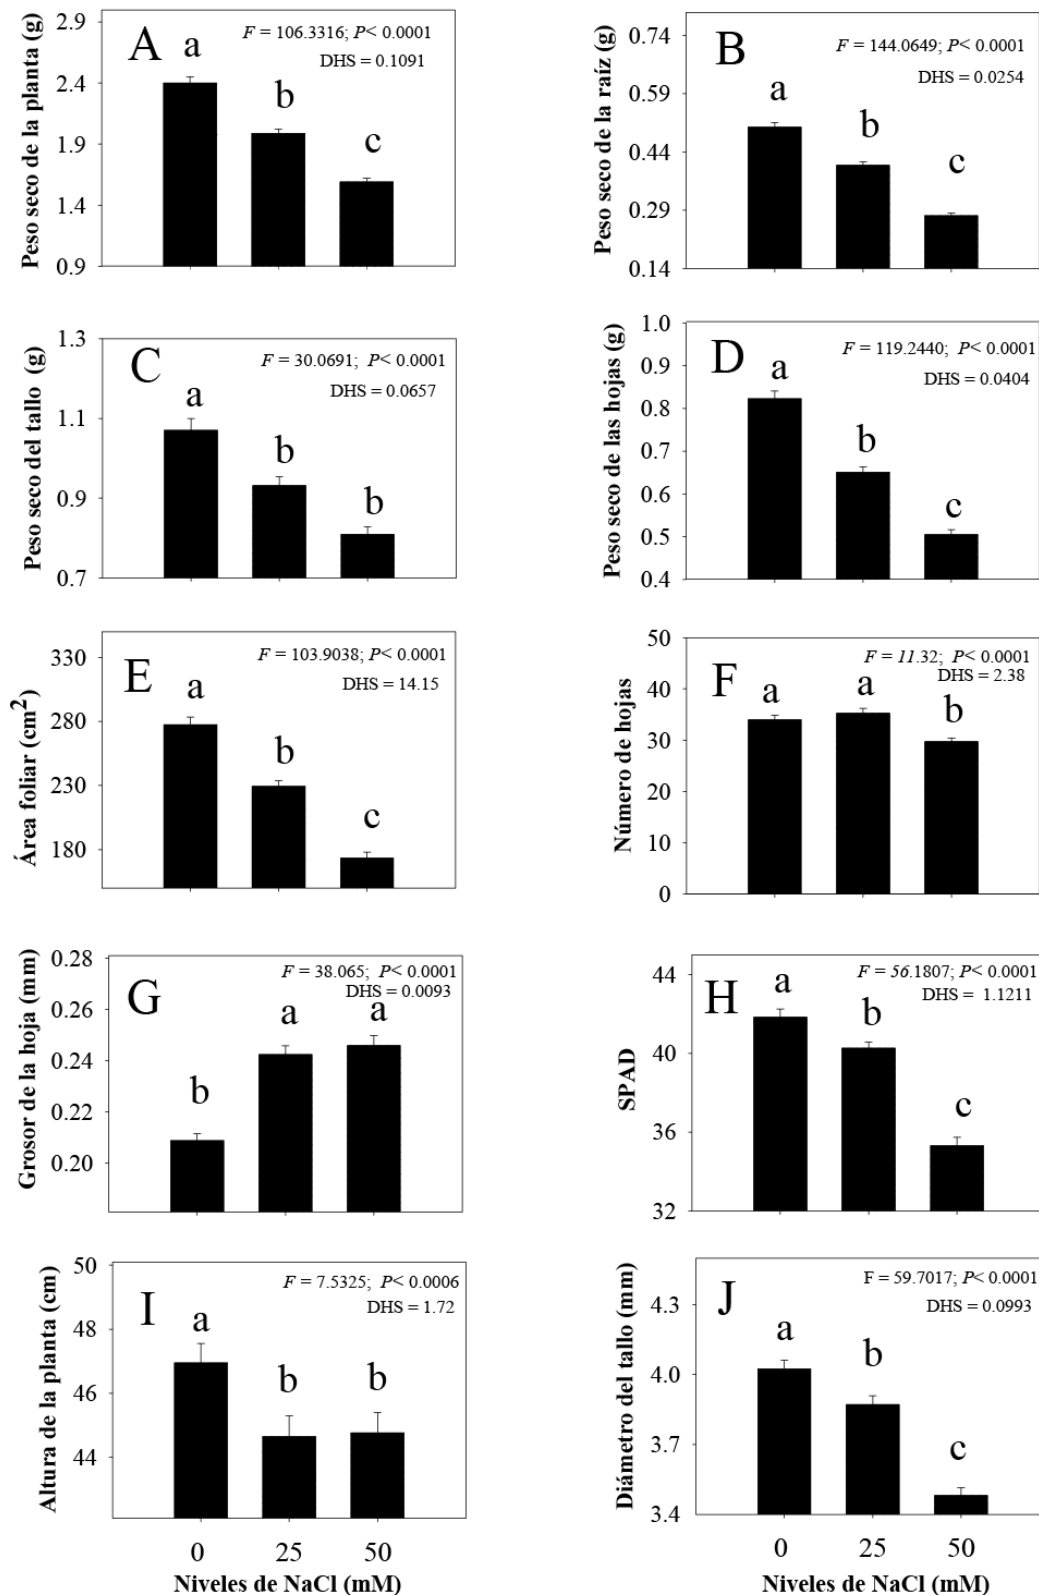 Peso seco de la planta (g)
2.9
2.4
1.9
1.4
0.9
A
F = 106.3316; P< 0.0001
DHS = 0.1091
a
b
c
Peso seco de la raíz (g)
0.74
0.59
0.44
0.29
0.14
B
F = 144.0649; P< 0.0001
DHS = 0.0254
a
b
c
Peso seco del tallo (g)
1.3
1.1
0.9
0.7
C
F = 30.0691; P< 0.0001
DHS = 0.0657
a
b
b
Peso seco de las hojas (g)
1.0
0.9
0.8
0.7
0.6
0.5
0.4
D
F = 119.2440; P< 0.0001
DHS = 0.0404
a
b
c
Área foliar (cm²)
330
280
230
180
E
F = 103.9038; P< 0.0001
DHS = 14.15
a
b
c
Número de hojas
50
40
30
20
10
0
F
F = 11.32; P< 0.0001
DHS = 2.38
a
a
b
Grosor de la hoja (mm)
0.28
0.26
0.24
0.22
0.20
G
F = 38.065; P< 0.0001
DHS = 0.0093
b
a
a
SPAD
44
40
36
32
H
F = 56.1807; P< 0.0001
DHS = 1.1211
a
b
c
Altura de la planta (cm)
50
48
46
44
I
F = 7.5325; P< 0.0006
DHS = 1.72
a
b
b
0 25 50
Niveles de NaCl (mM)
Diámetro del tallo (mm)
4.3
4.0
3.7
3.4
J
F = 59.7017; P< 0.0001
DHS = 0.0993
a
b
c
0 25 50
Niveles de NaCl (mM)